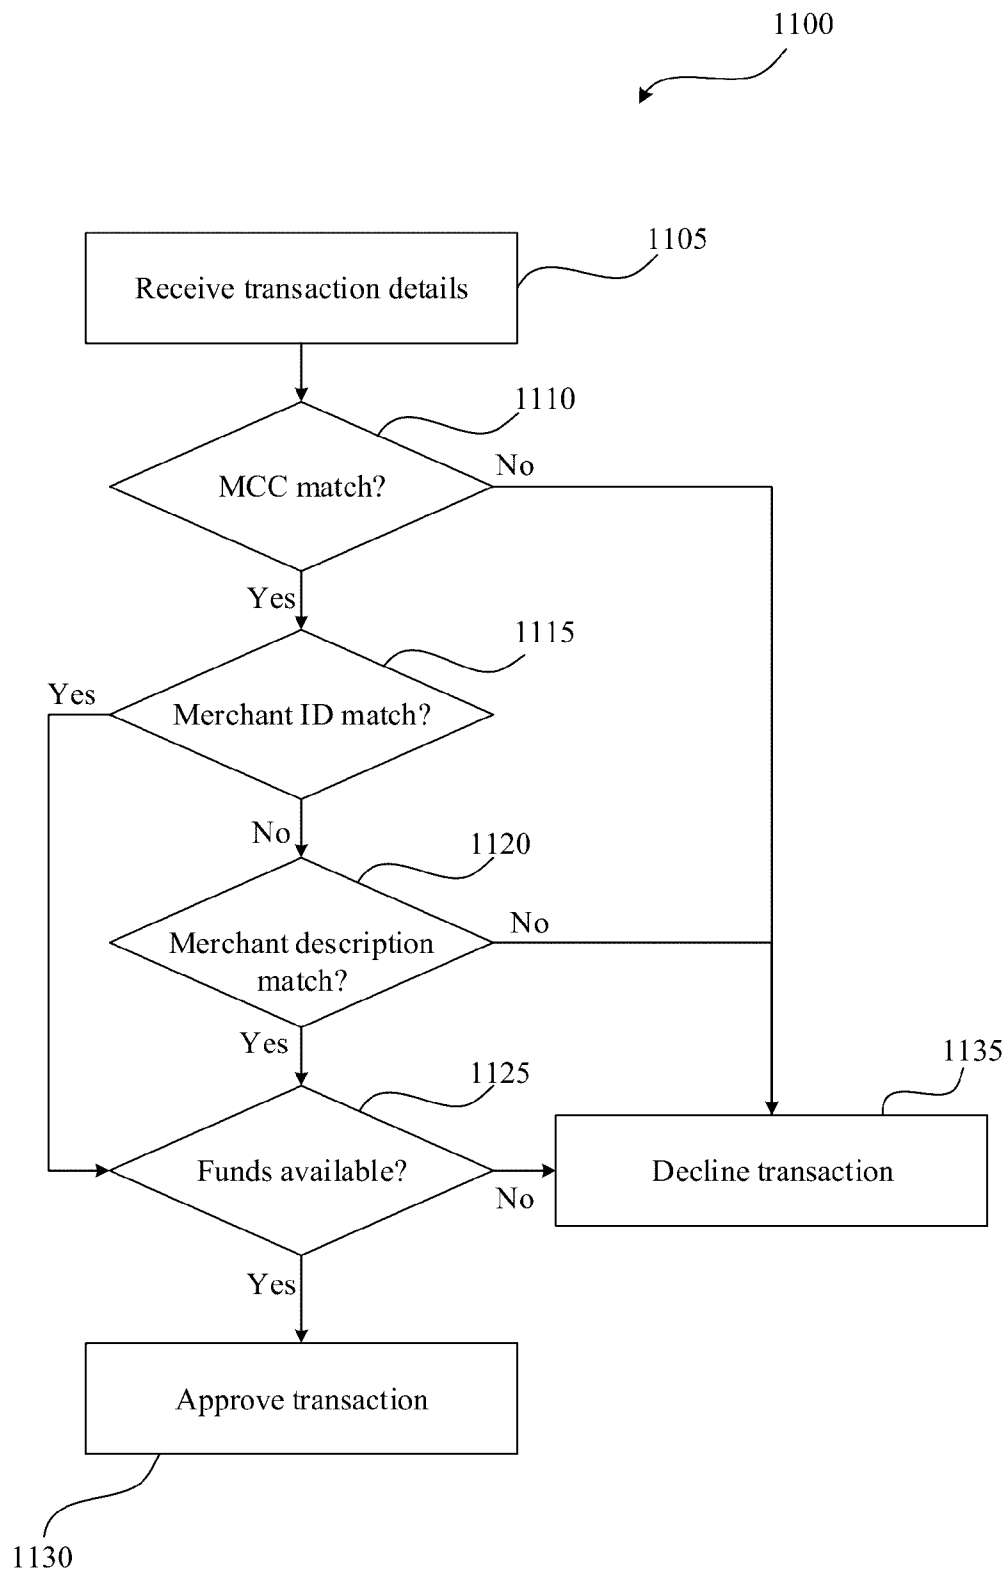 1100
1105
Receive transaction details
1110
MCC match?
No
Yes
1115
Yes
Merchant ID match?
No
1120
Merchant description
match?
No
Yes
1125
1135
Funds available?
No
Decline transaction
Yes
Approve transaction
1130